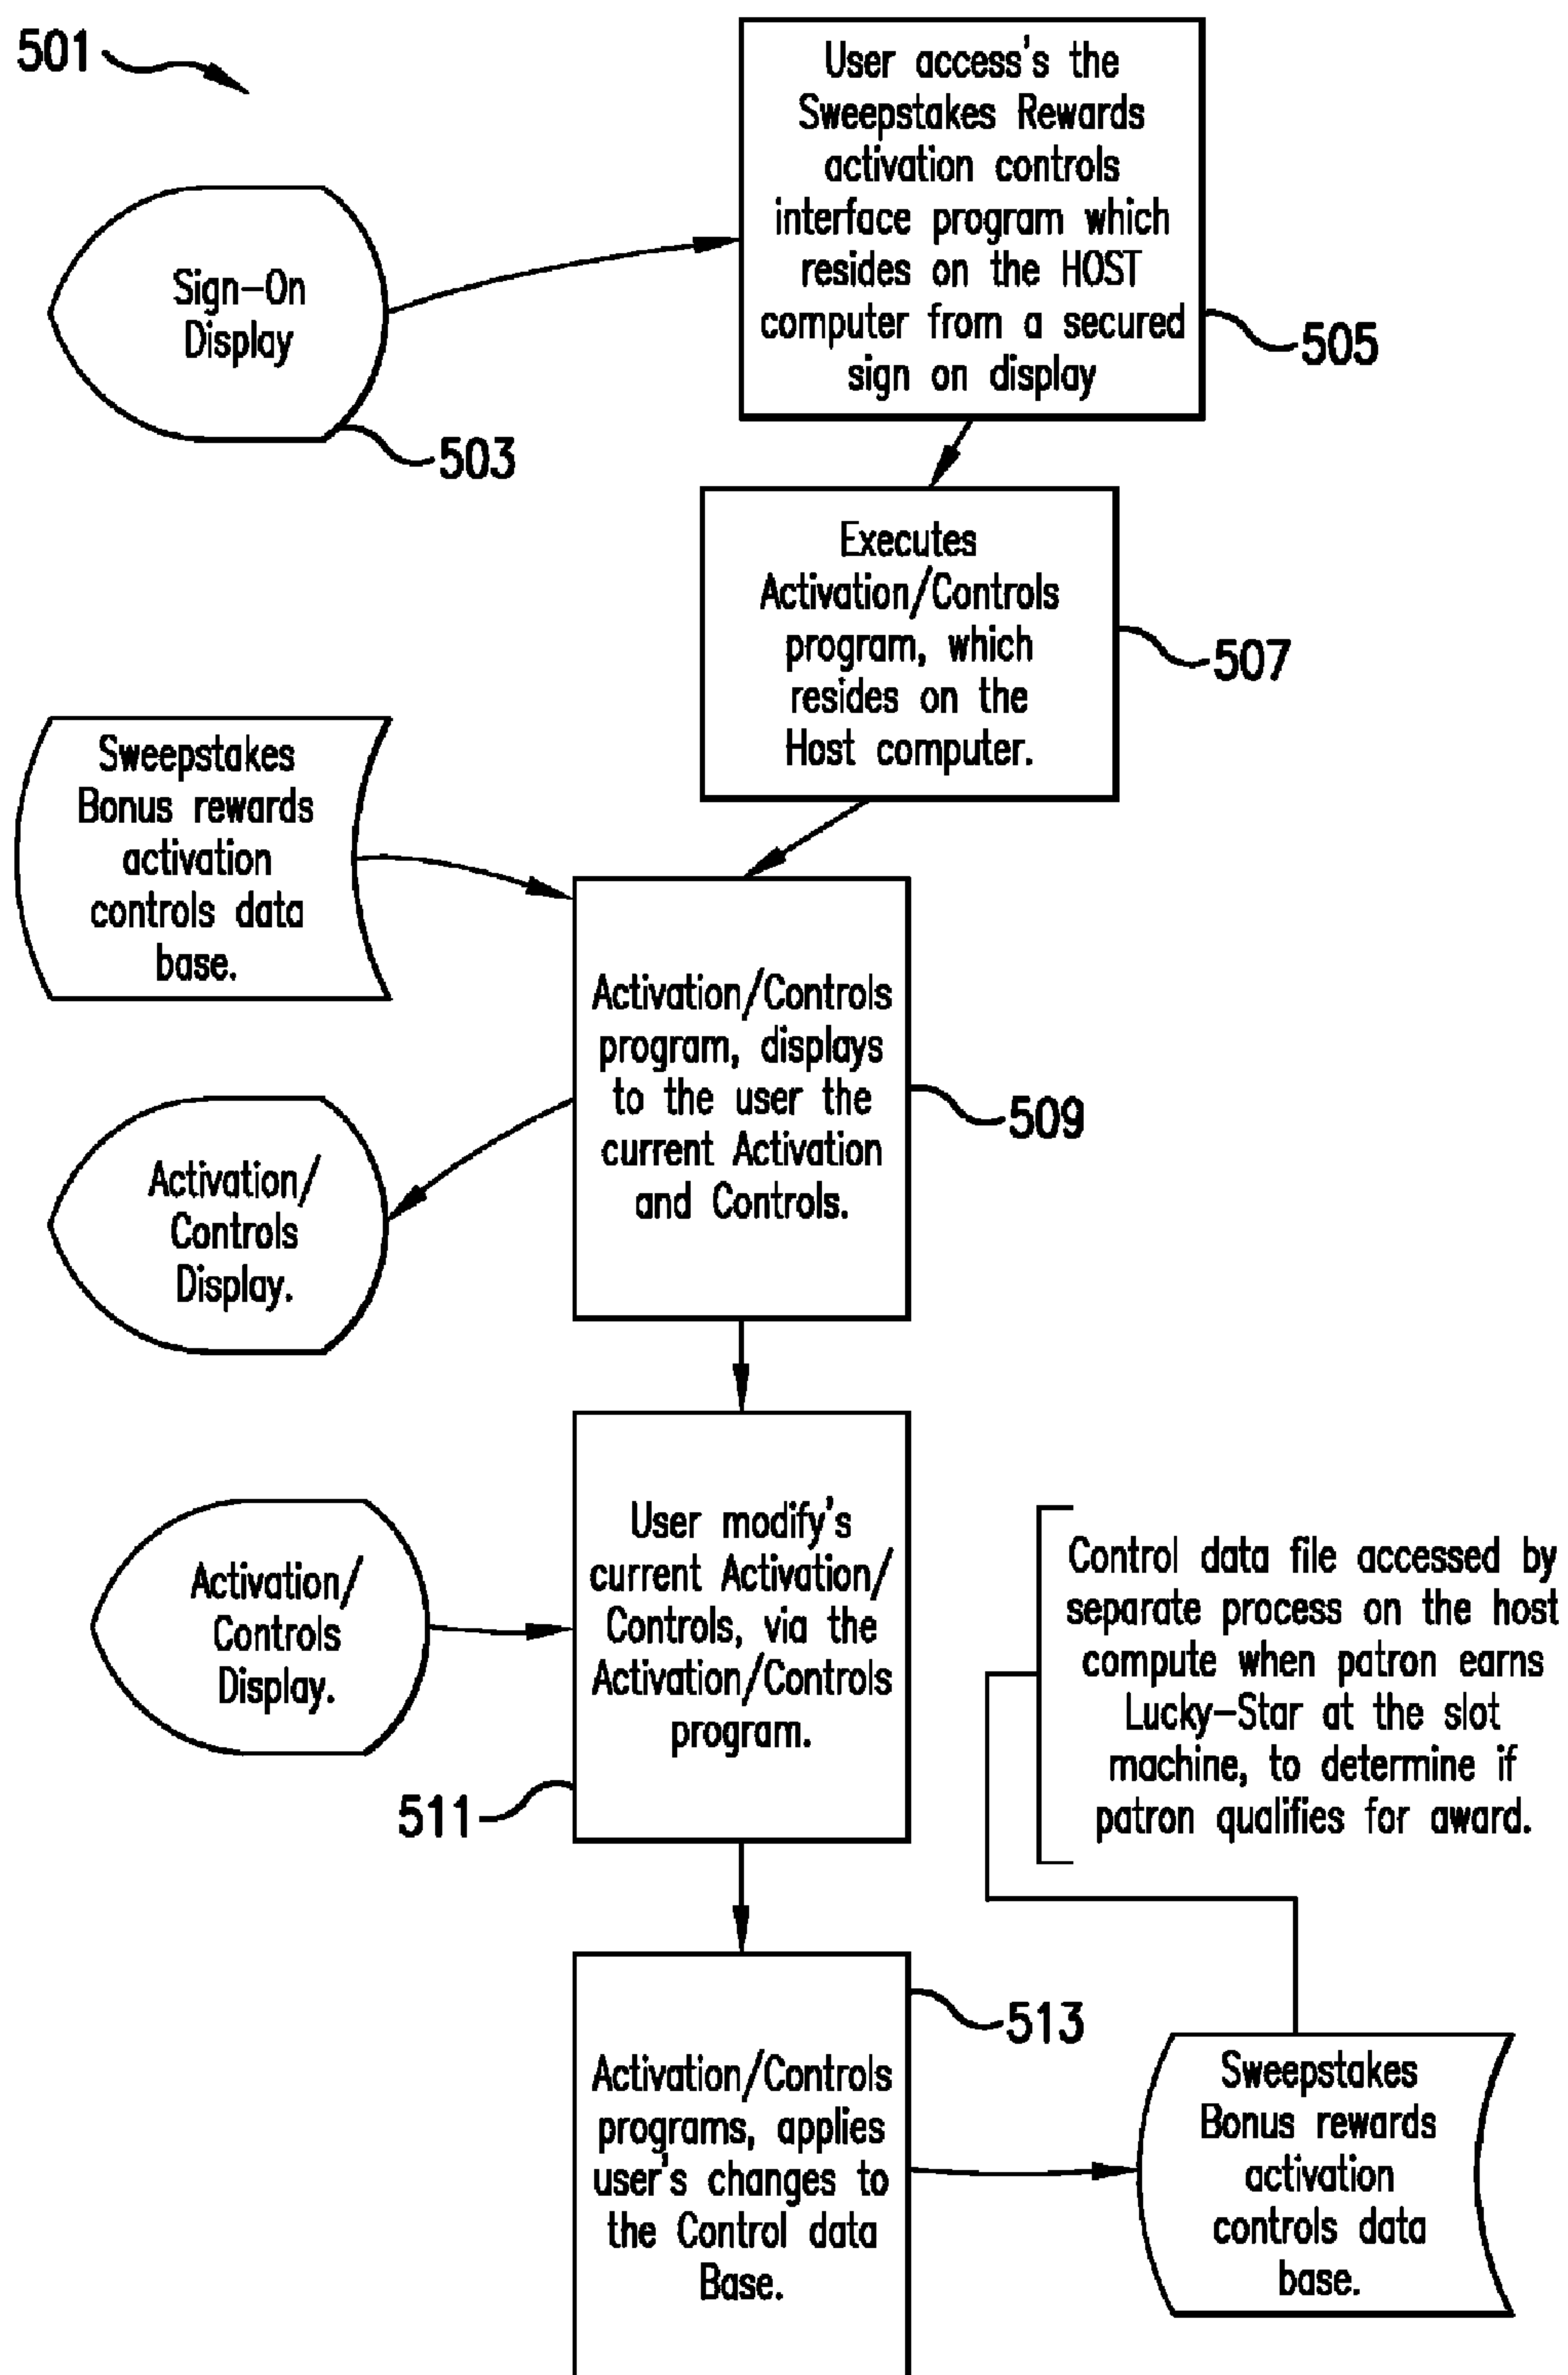 501
User access's the
Sweepstakes Rewards
activation controls
interface program which
resides on the HOST
computer from a secured
sign on display
505
Sign-On
Display
503
Executes
Activation/Controls
program, which
resides on the
Host computer.
507
Sweepstakes
Bonus rewards
activation
controls data
base.
Activation/Controls
program, displays
to the user the
current Activation
and Controls.
509
Activation/
Controls
Display.
User modify's
current Activation/
Controls, via the
Activation/Controls
program.
511
Activation/
Controls
Display.
Control data file accessed by
separate process on the host
compute when patron earns
Lucky-Star at the slot
machine, to determine if
patron qualifies for award.
513
Activation/Controls
programs, applies
user's changes to
the Control data
Base.
Sweepstakes
Bonus rewards
activation
controls data
base.